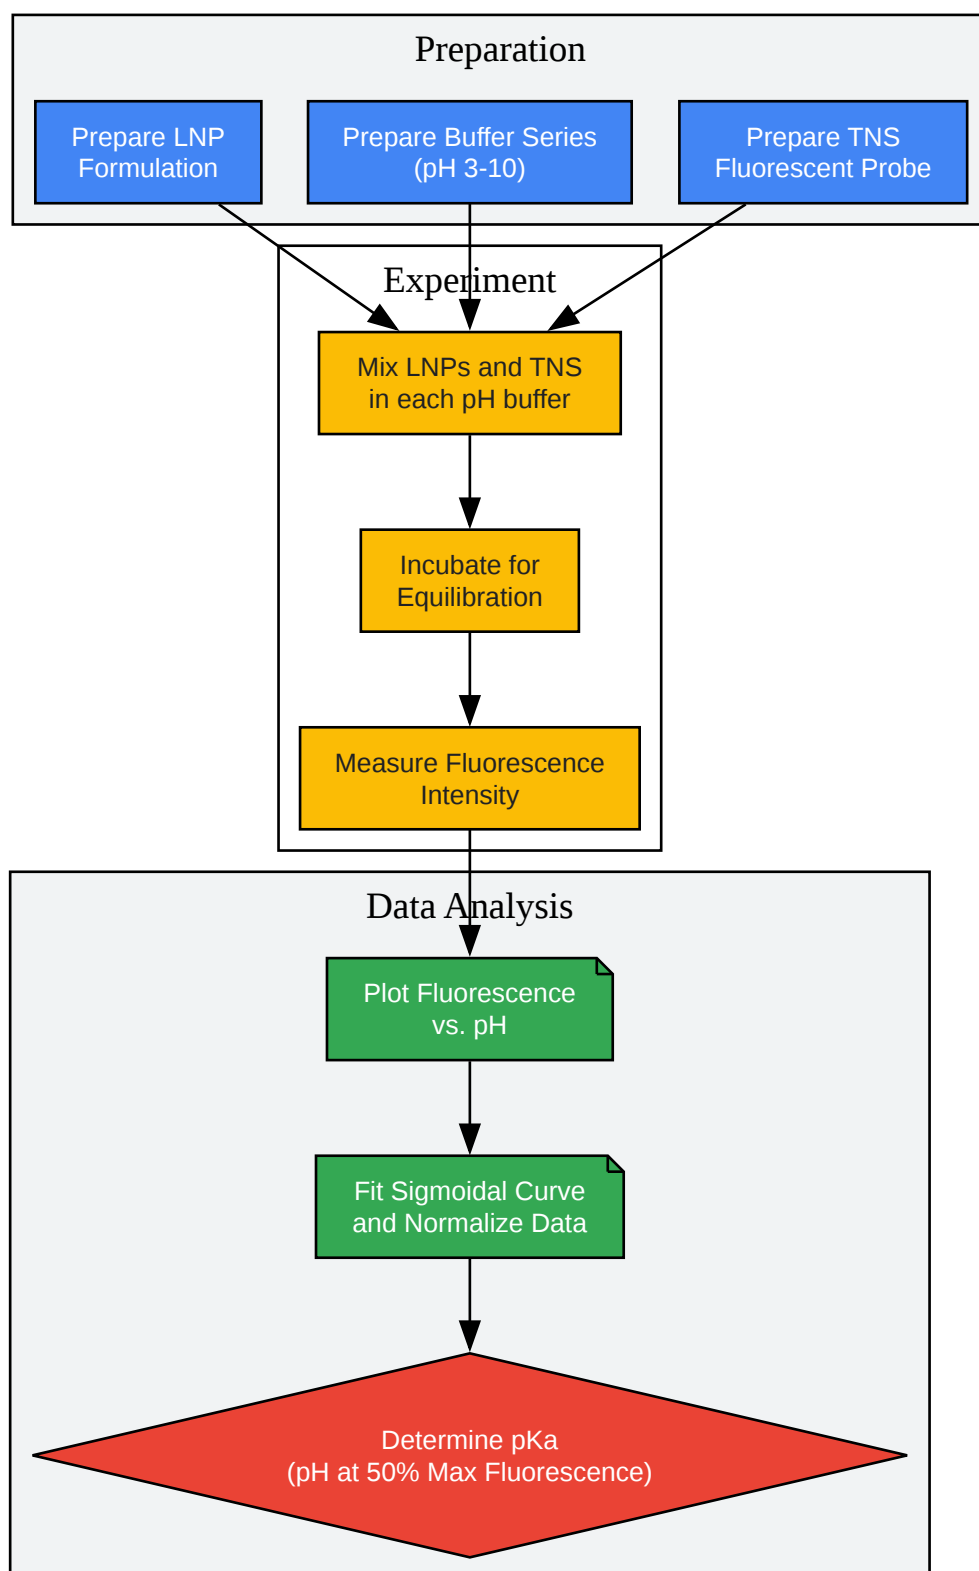 Preparation
Prepare LNP
Formulation
Prepare Buffer Series
(pH 3-10)
Prepare TNS
Fluorescent Probe
Experiment
Mix LNPs and TNS
in each pH buffer
Incubate for
Equilibration
Measure Fluorescence
Intensity
Data Analysis
Plot Fluorescence
vs. pH
Fit Sigmoidal Curve
and Normalize Data
Determine pKa
(pH at 50% Max Fluorescence)